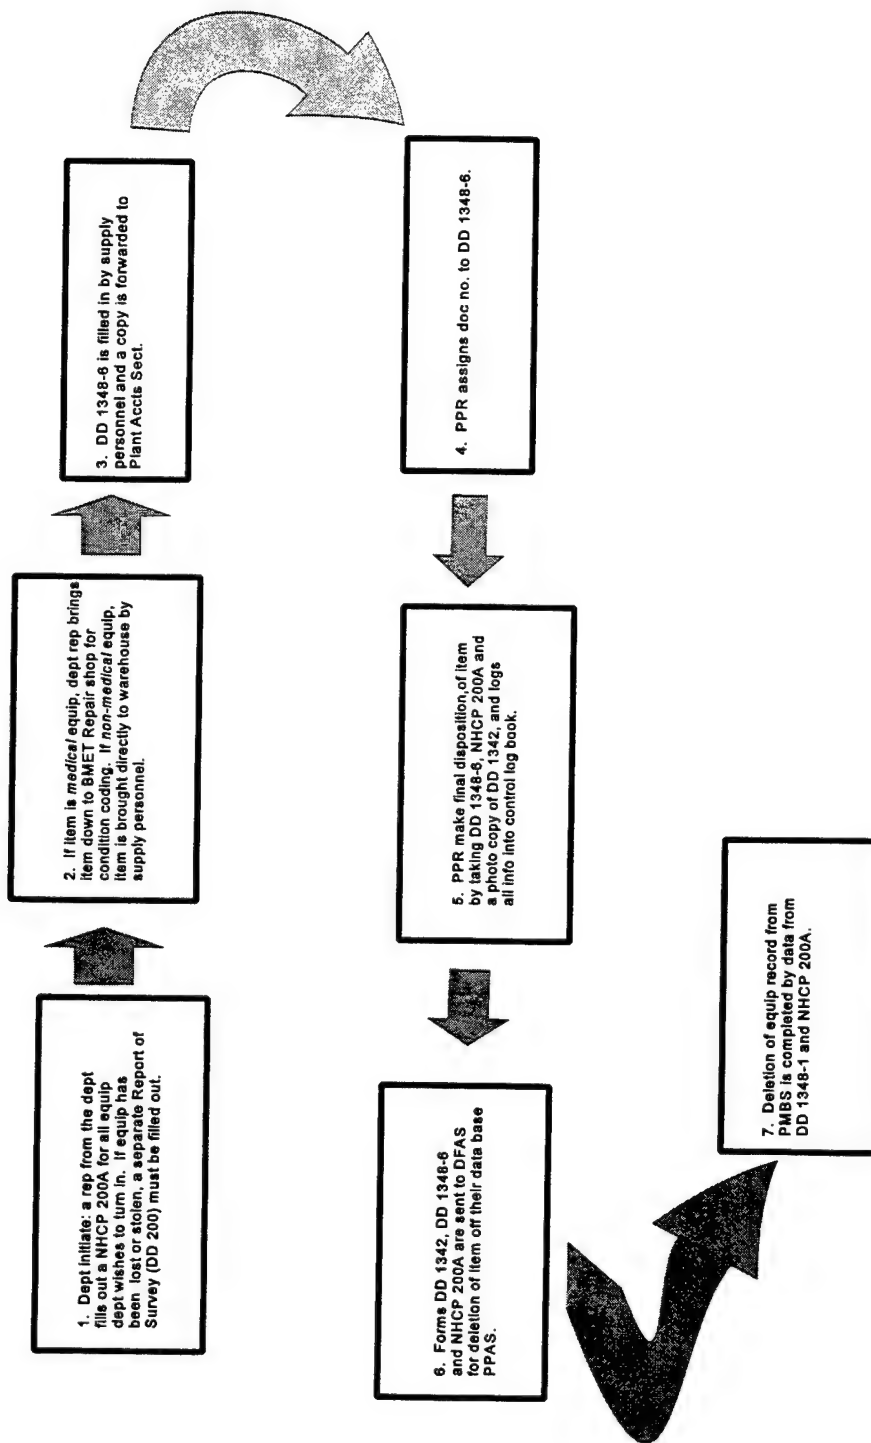 1. Dept initiate: a rep from the dept
fills out a NHCP 200A for all equip
dept wishes to turn in. If equip has
been lost or stolen, a separate Report of
Survey (DD 200) must be filled out.
2. If item is medical equip, dept rep brings
item down to BMET Repair shop for
condition coding. If non-medical equip,
item is brought directly to warehouse by
supply personnel.
3. DD 1348-6 is filled in by supply
personnel and a copy is forwarded to
Plant Accts Sect.
4. PPR assigns doc no. to DD 1348-6.
5. PPR make final disposition,of item
by taking DD 1348-6, NHCP 200A and
a photo copy of DD 1342, and logs
all info into control log book.
6. Forms DD 1342, DD 1348-6
and NHCP 200A are sent to DFAS
for deletion of item off their data base
PPAS.
7. Deletion of equip record from
PMBS is completed by data from
DD 1348-1 and NHCP 200A.